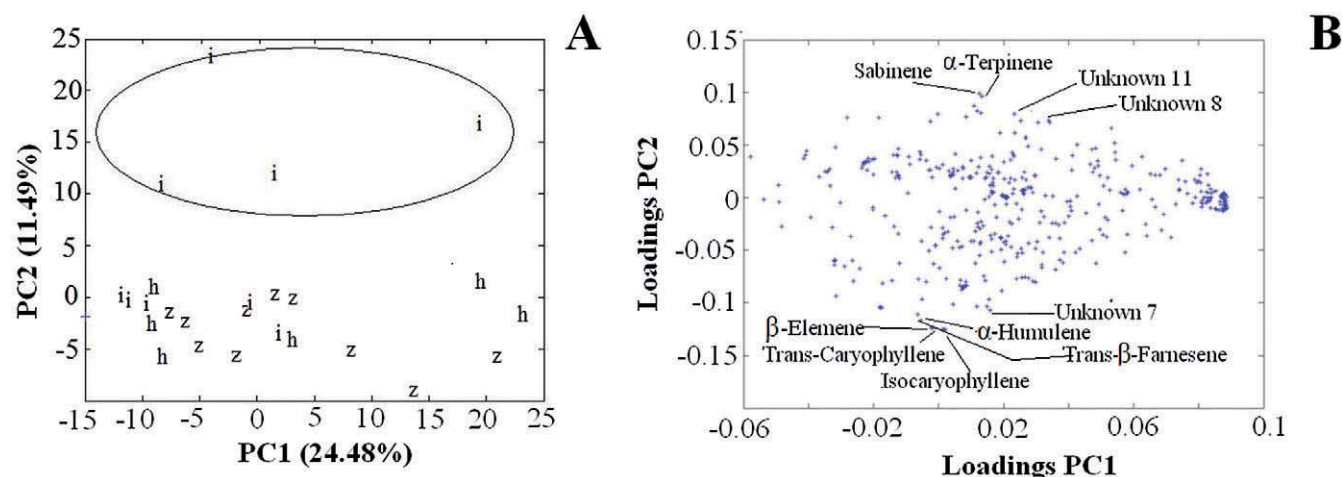 A
25
20
15
10
5
0
-5
PC2 (11.49%)
i
i
i
i
i
i
h
i
h
z
z
h
z
z
z
i
z
z
i
h
z
z
h
h
z
z
-15
-10
-5
0
5
10
15
20
25
PC1 (24.48%)
B
0.15
0.1
0.05
0
-0.05
-0.1
-0.15
Loadings PC2
Sabinene
α-Terpinene
Unknown 11
Unknown 8
Unknown 7
β-Elemene
α-Humulene
Trans-Caryophyllene
Trans-β-Farnesene
Isocaryophyllene
-0.06
-0.02
0.02
0.06
0.1
Loadings PC1